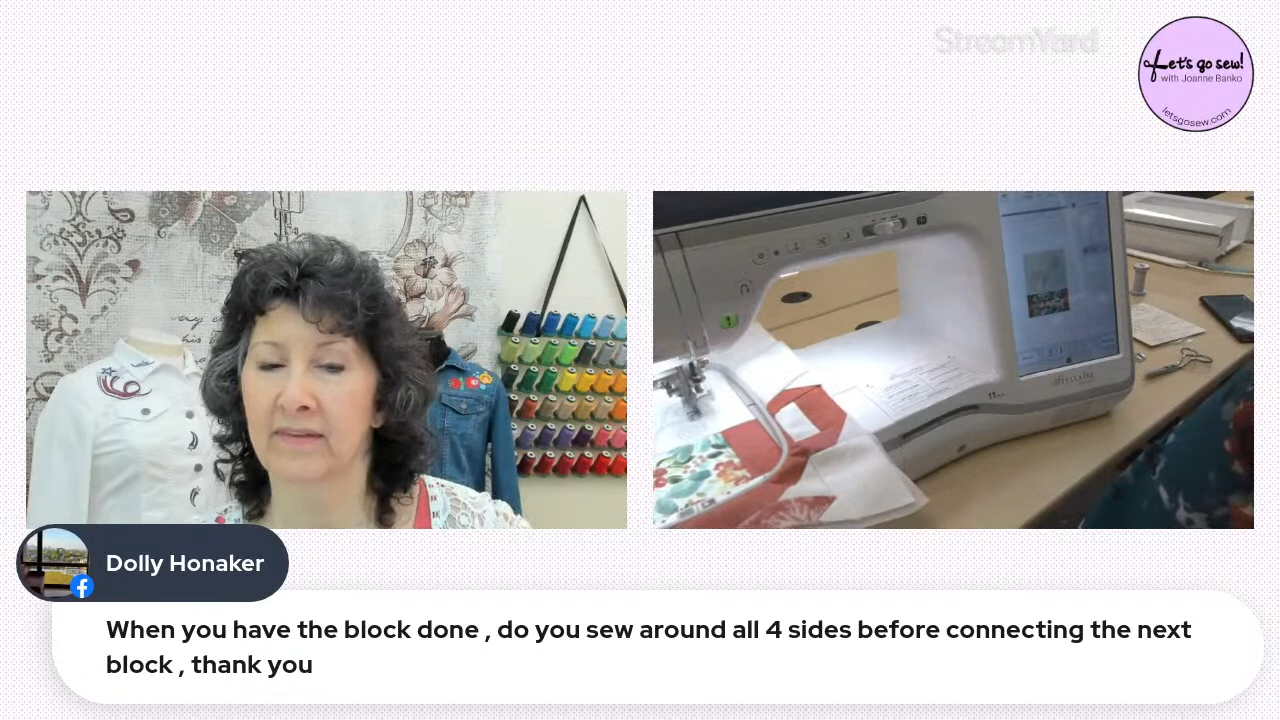 StreamYard
Let's go sew!
with Joanne Banko
letsgosew.com
Dolly Honaker
When you have the block done , do you sew around all 4 sides before connecting the next
block , thank you